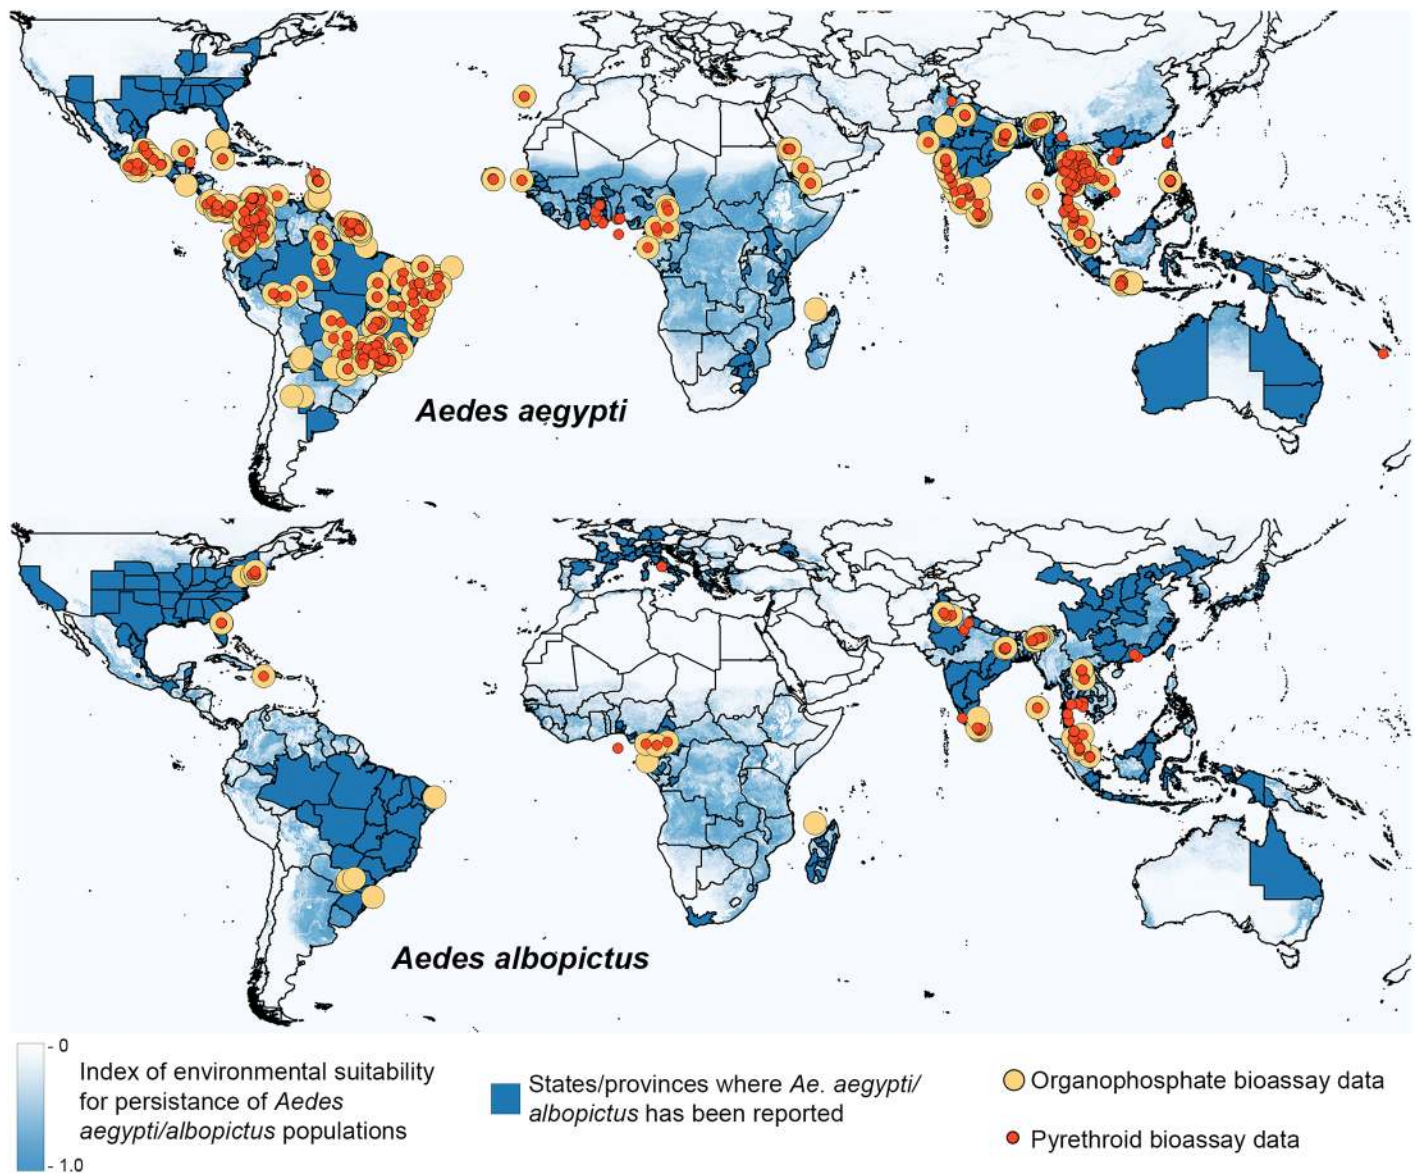 Aedes aegypti
Aedes albopictus
- 0
Index of environmental suitability
for persistance of Aedes
aegypti/albopictus populations
- 1.0
States/provinces where Ae. aegypti/
albopictus has been reported
Organophosphate bioassay data
Pyrethroid bioassay data